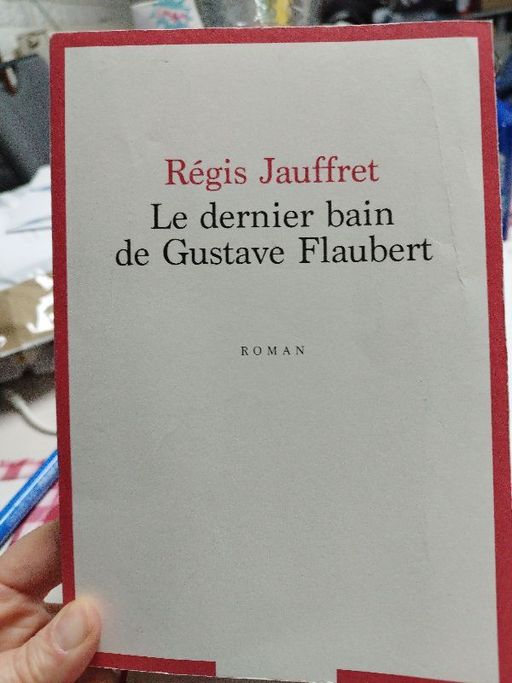 Régis Jauffret
Le dernier bain
de Gustave Flaubert
ROMAN